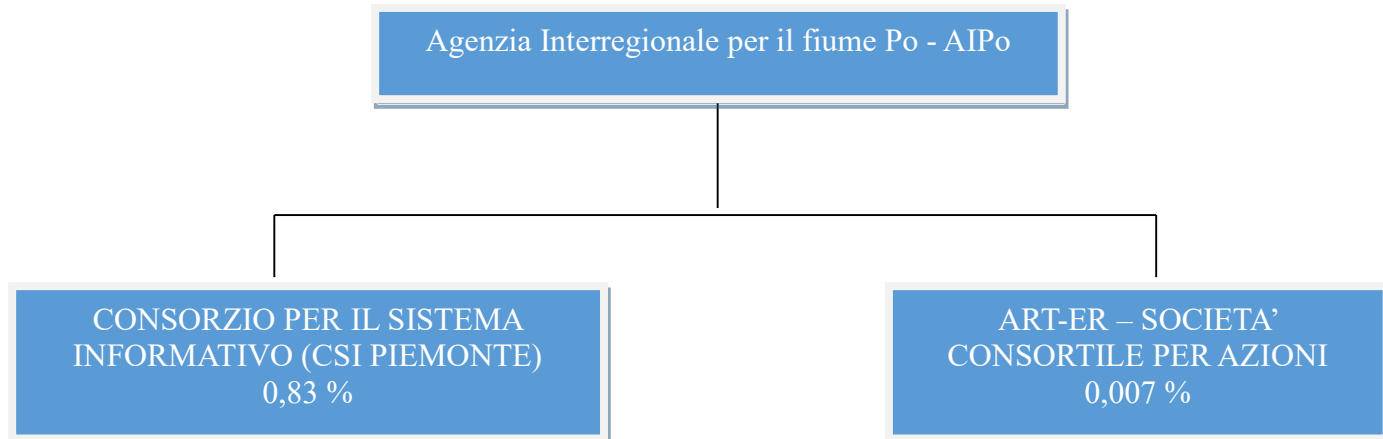 Agenzia Interregionale per il fiume Po - AIPo
CONSORZIO PER IL SISTEMA
INFORMATIVO (CSI PIEMONTE)
0,83 %
ART-ER – SOCIETA’
CONSORTILE PER AZIONI
0,007 %